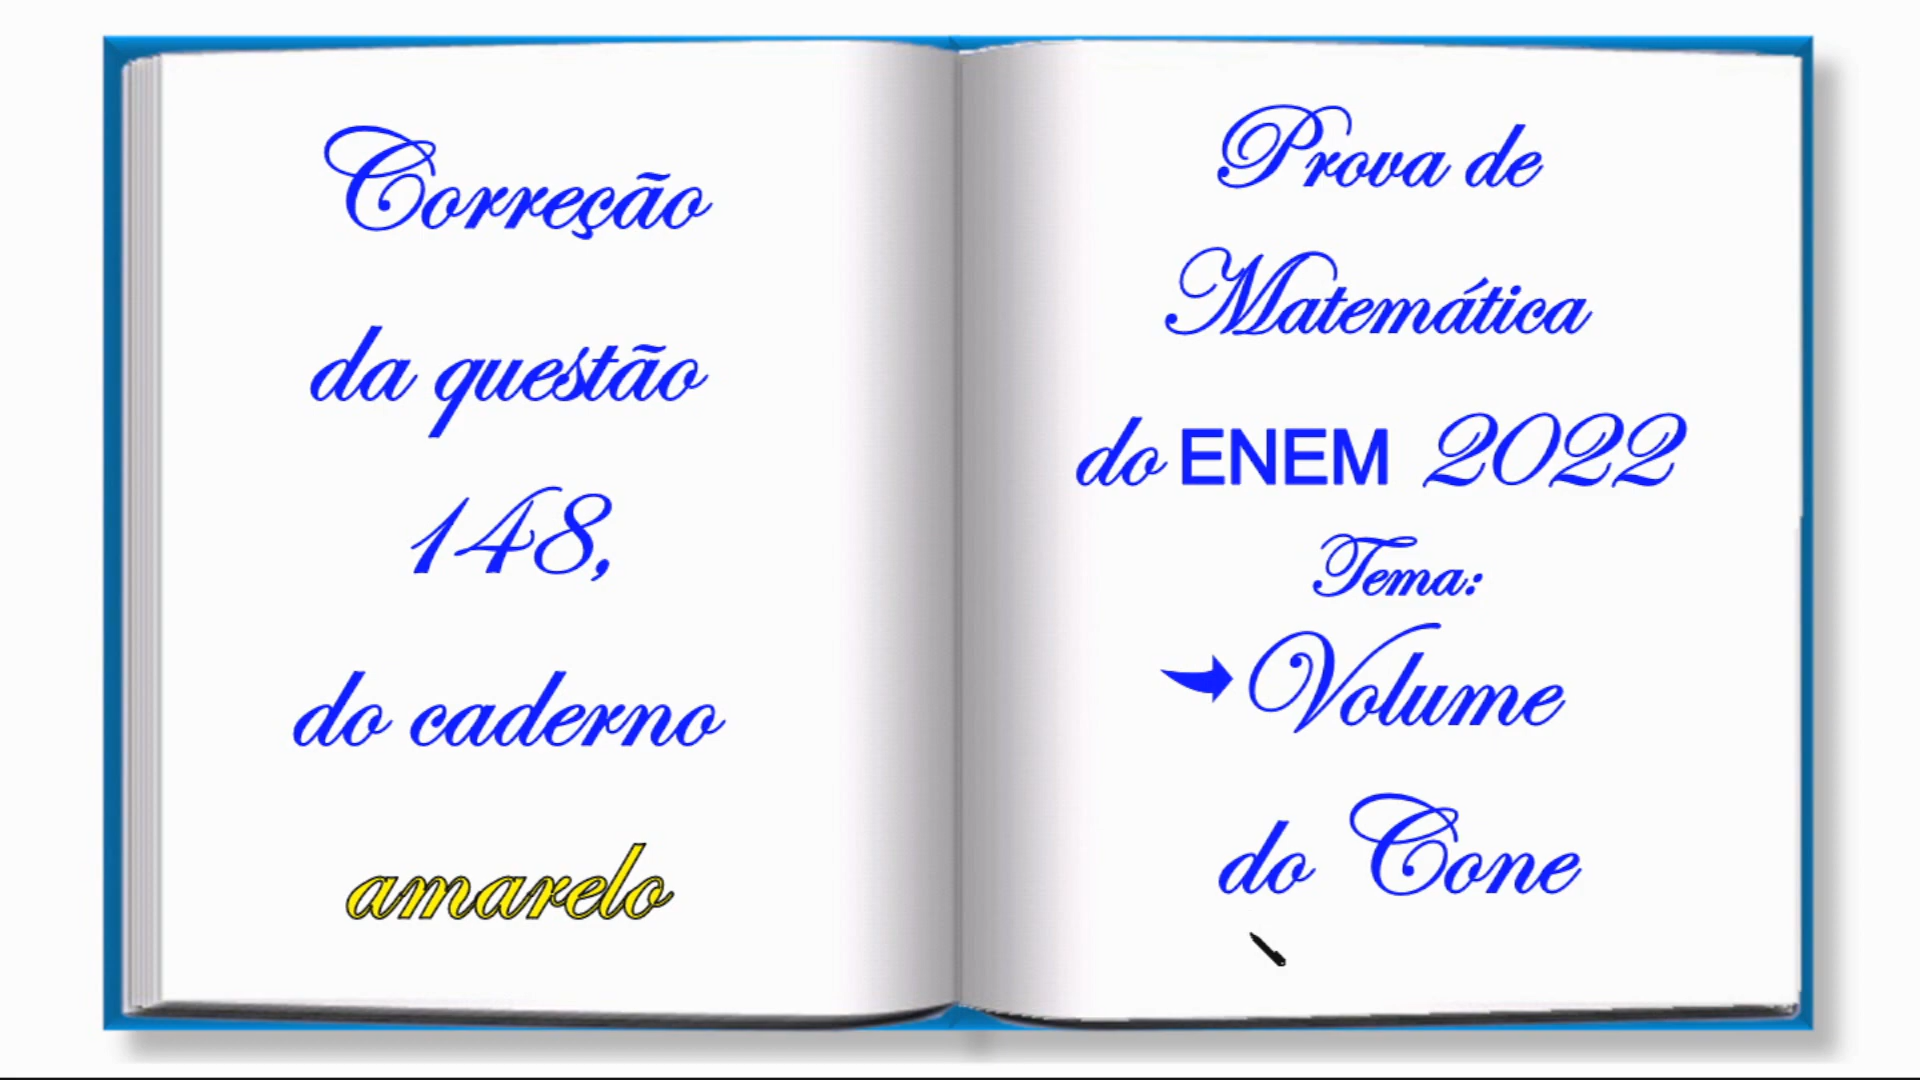 Correção
da questão
148,
do caderno
amarelo
Prova de
Matemática
do ENEM 2022
Tema:
Volume
do Cone